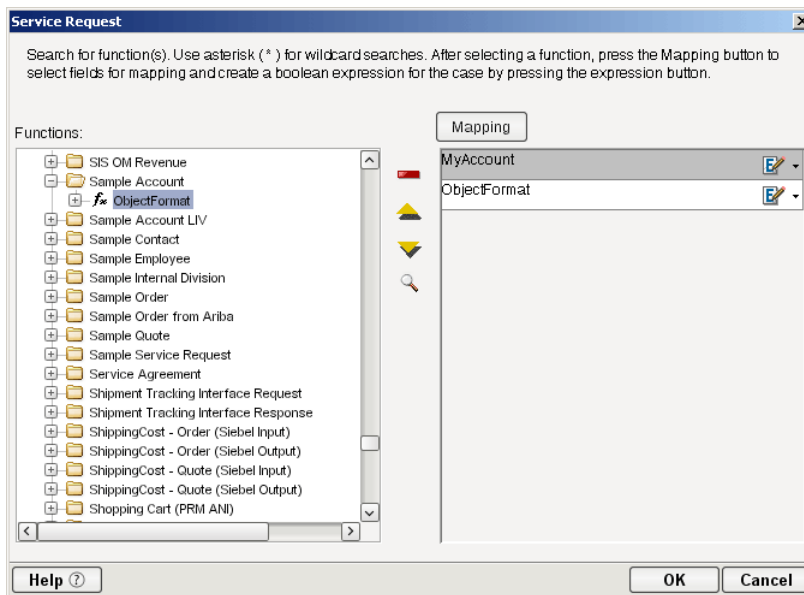 Service Request
Search for function(s). Use asterisk ( * ) for wildcard searches. After selecting a function, press the Mapping button to
select fields for mapping and create a boolean expression for the case by pressing the expression button.
Functions:
Mapping
SIS OM Revenue
Sample Account
ObjectFormat
Sample Account LIV
Sample Contact
Sample Employee
Sample Internal Division
Sample Order
Sample Order from Ariba
Sample Quote
Sample Service Request
Service Agreement
Shipment Tracking Interface Request
Shipment Tracking Interface Response
ShippingCost - Order (Siebel Input)
ShippingCost - Order (Siebel Output)
ShippingCost - Quote (Siebel Input)
ShippingCost - Quote (Siebel Output)
Shopping Cart (PRM ANI)
MyAccount
ObjectFormat
Help
OK
Cancel